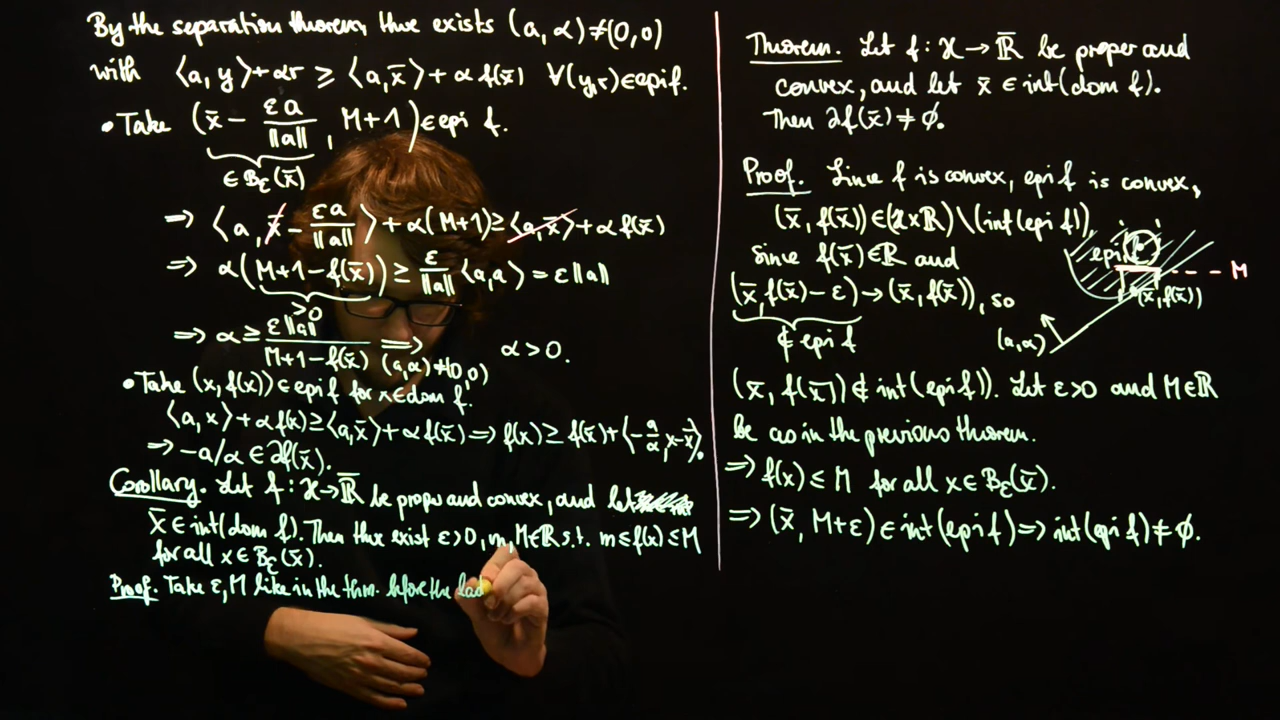 By the separation theorem, there exists (a, α) ≠ (0,0)
with ⟨a, y⟩ + αr ≥ ⟨a, x̄⟩ + α f(x̄) ∀(y,r) ∈ epi f.
• Take (x̄ - εa/‖a‖, M+1) ∈ epi f.
∈ B_ε(x̄)
⇒ ⟨a, x̄ - εa/‖a‖⟩ + α(M+1) ≥ ⟨a, x̄⟩ + α f(x̄)
⇒ α(M+1-f(x̄)) ≥ ε/‖a‖ ⟨a,a⟩ = ε‖a‖
>0
⇒ α ≥ ε‖a‖/(M+1-f(x̄)) ⇒ (a,α)≠(0,0) α > 0.
• Take (x, f(x)) ∈ epi f for x ∈ dom f.
⟨a, x⟩ + α f(x) ≥ ⟨a, x̄⟩ + α f(x̄) ⇒ f(x) ≥ f(x̄) + ⟨-a/α, x-x̄⟩.
⇒ -a/α ∈ ∂f(x̄).
Corollary. Let f : X → R̄ be proper and convex, and let
x̄ ∈ int(dom f). Then there exist ε>0, m, M∈ℝ s.t. m ≤ f(x) ≤ M
for all x ∈ B_ε(x̄).
Proof. Take ε, M like in the thm. before the las
Theorem. Let f : X → R̄ be proper and
convex, and let x̄ ∈ int(dom f).
Then ∂f(x̄) ≠ ∅.
Proof. Since f is convex, epi f is convex,
(x̄, f(x̄)) ∈ (X×ℝ) \ (int(epi f)),
since f(x̄) ∈ ℝ and
(x̄, f(x̄) - ε) → (x̄, f(x̄)), so
∉ epi f
(x̄, f(x̄)) ∉ int(epi f)). Let ε>0 and M∈ℝ
be as in the previous theorem.
⇒ f(x) ≤ M for all x ∈ B_ε(x̄).
⇒ (x̄, M+ε) ∈ int(epi f) ⇒ int(epi f) ≠ ∅.
M
(x̄, f(x̄))
(a,α)